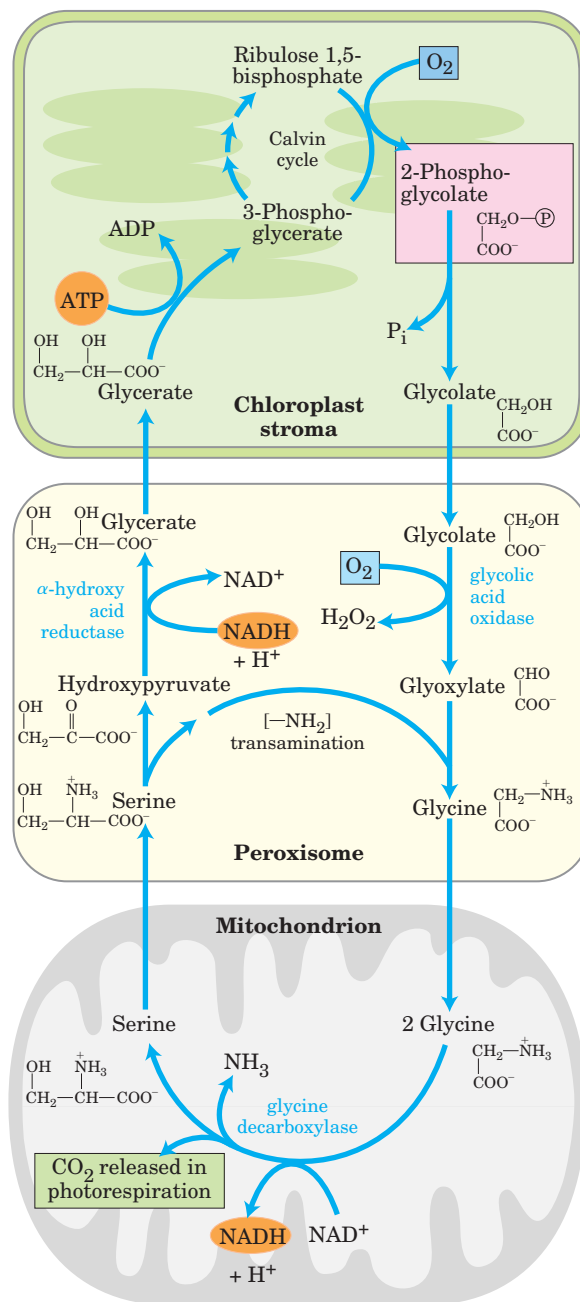 Ribulose 1,5-
bisphosphate
O2
Calvin
cycle
2-Phospho-
glycolate
CH2O—P
COO−
3-Phospho-
glycerate
ADP
ATP
Pi
OH OH
CH2—CH—COO−
Glycerate
Glycolate
CH2OH
COO−
Chloroplast
stroma
OH OH
CH2—CH—COO−
Glycerate
Glycolate
CH2OH
COO−
α-hydroxy
acid
reductase
NAD+
NADH
+ H+
O2
H2O2
glycolic
acid
oxidase
Hydroxypyruvate
OH O
CH2—C—COO−
Glyoxylate
CHO
COO−
[—NH2]
transamination
OH +NH3
CH2—CH—COO−
Serine
Glycine
CH2—+NH3
COO−
Peroxisome
Mitochondrion
Serine
OH +NH3
CH2—CH—COO−
2 Glycine
CH2—+NH3
COO−
NH3
glycine
decarboxylase
CO2 released in
photorespiration
NADH
+ H+
NAD+